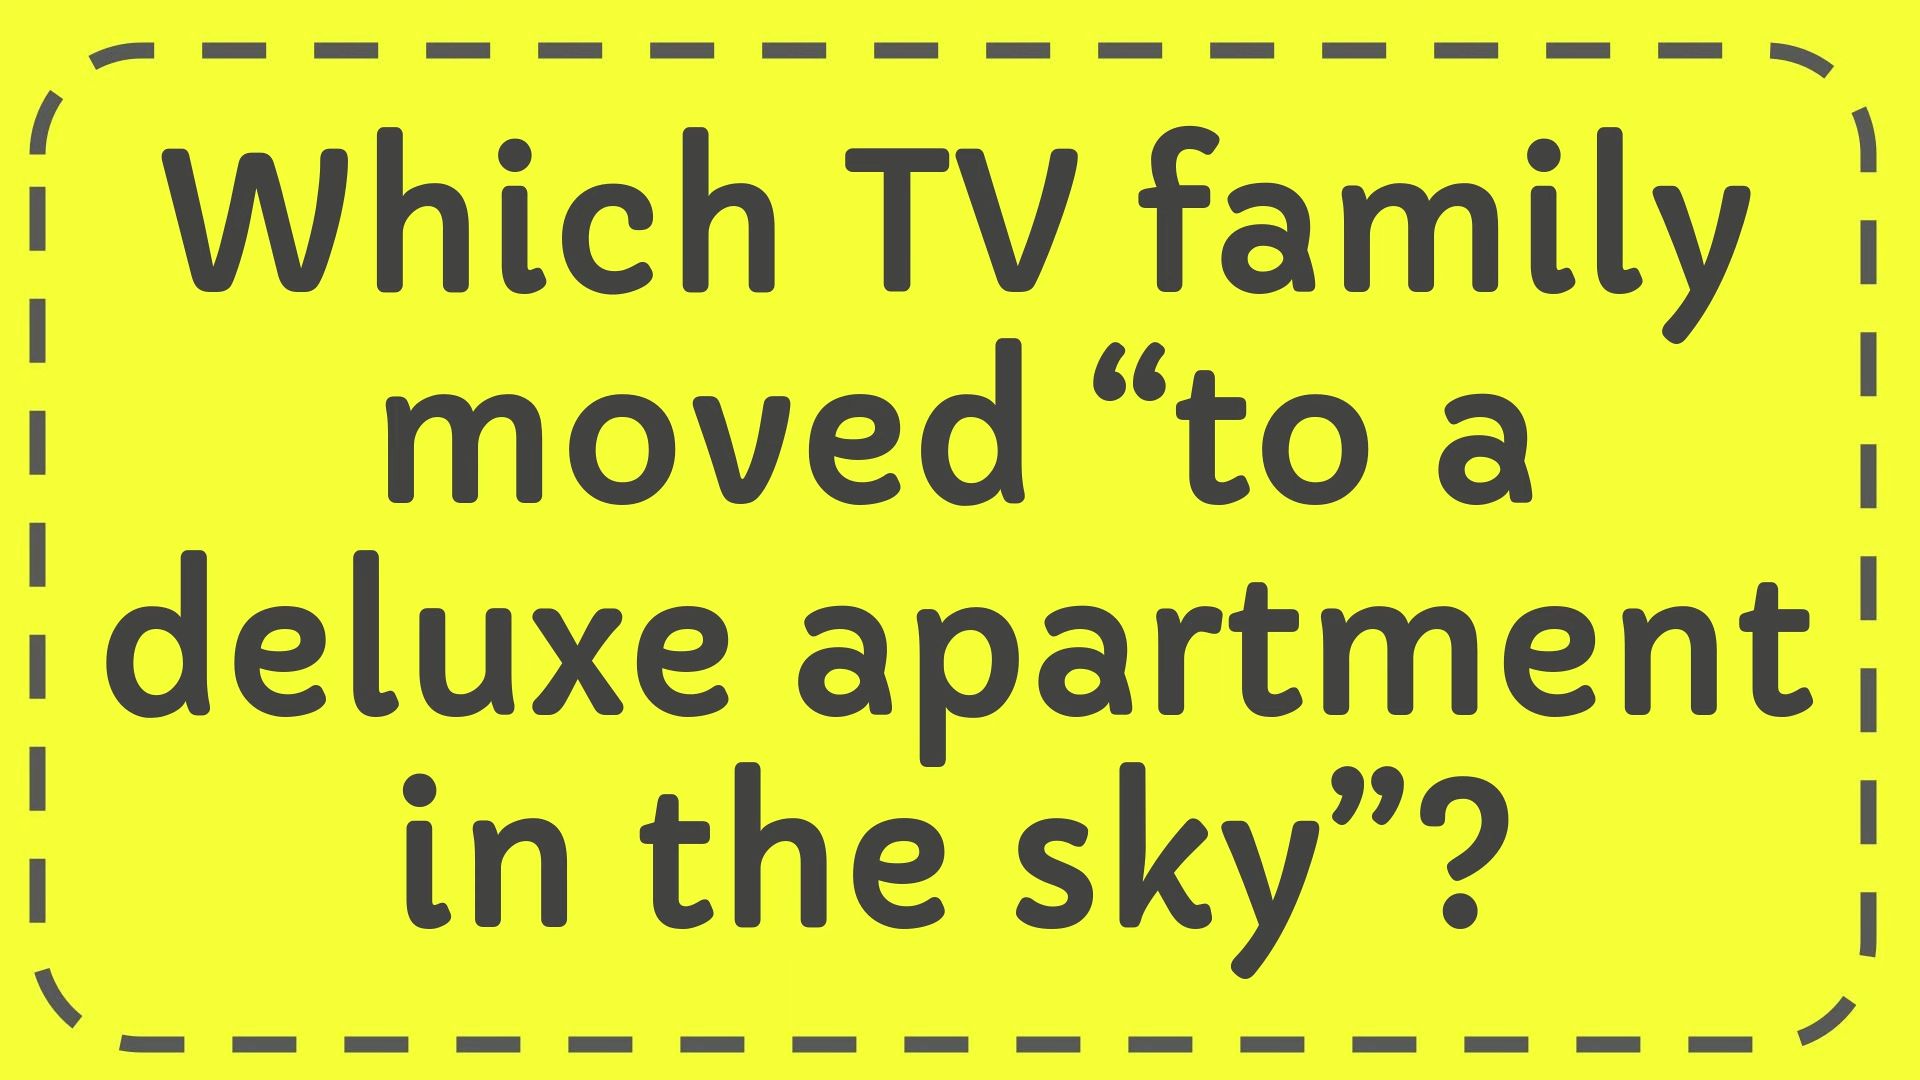 Which TV family
moved “to a
deluxe apartment
in the sky”?